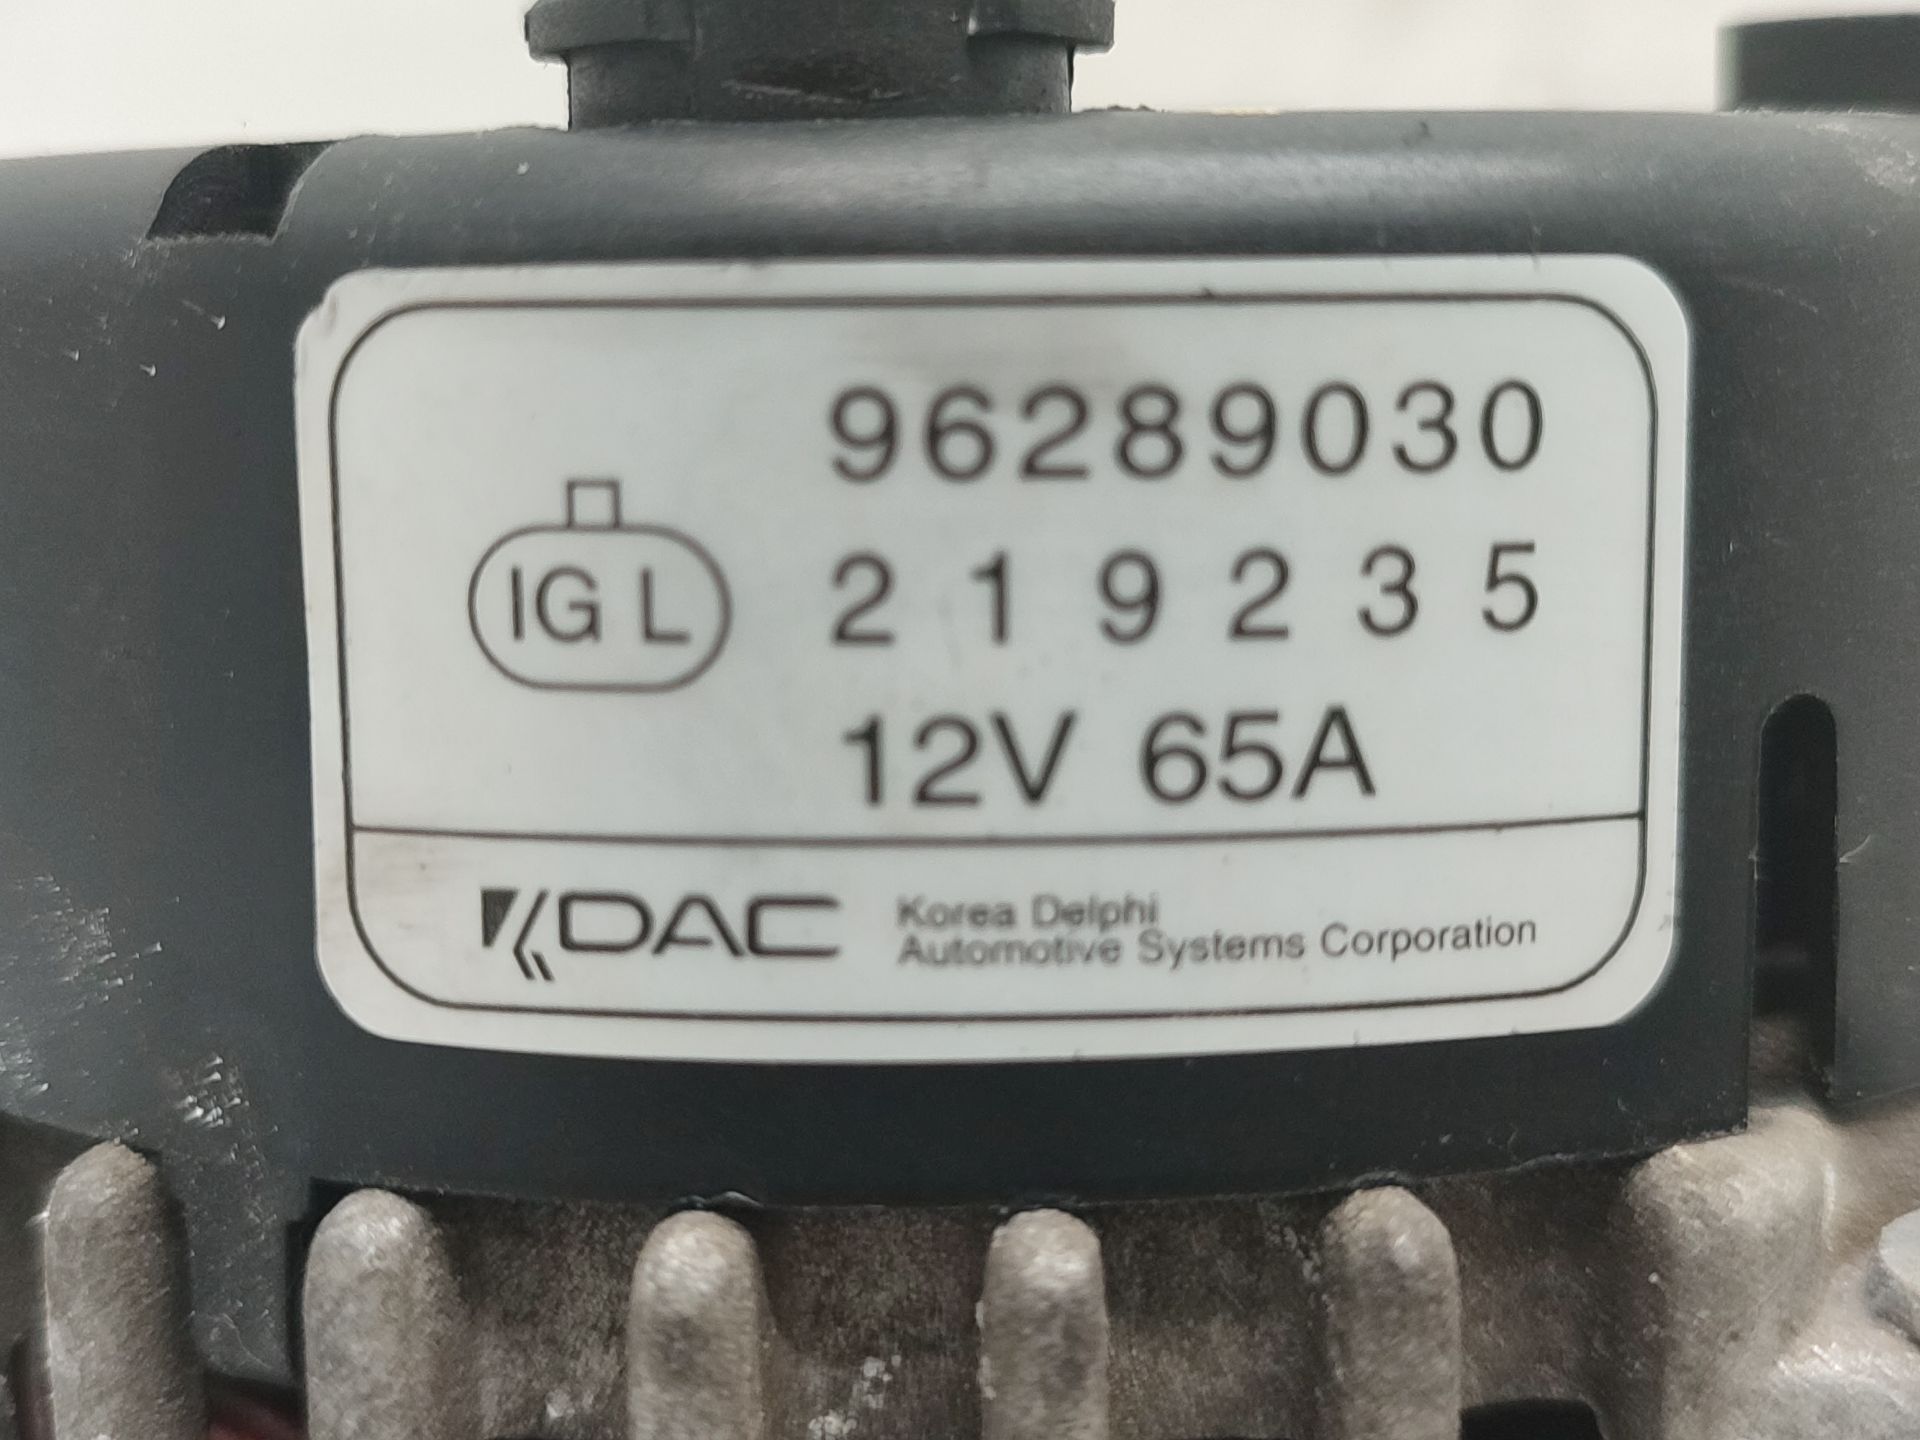 96289030
IG L 2 1 9 2 3 5
12V 65A
KDAC Korea Delphi
Automotive Systems Corporation